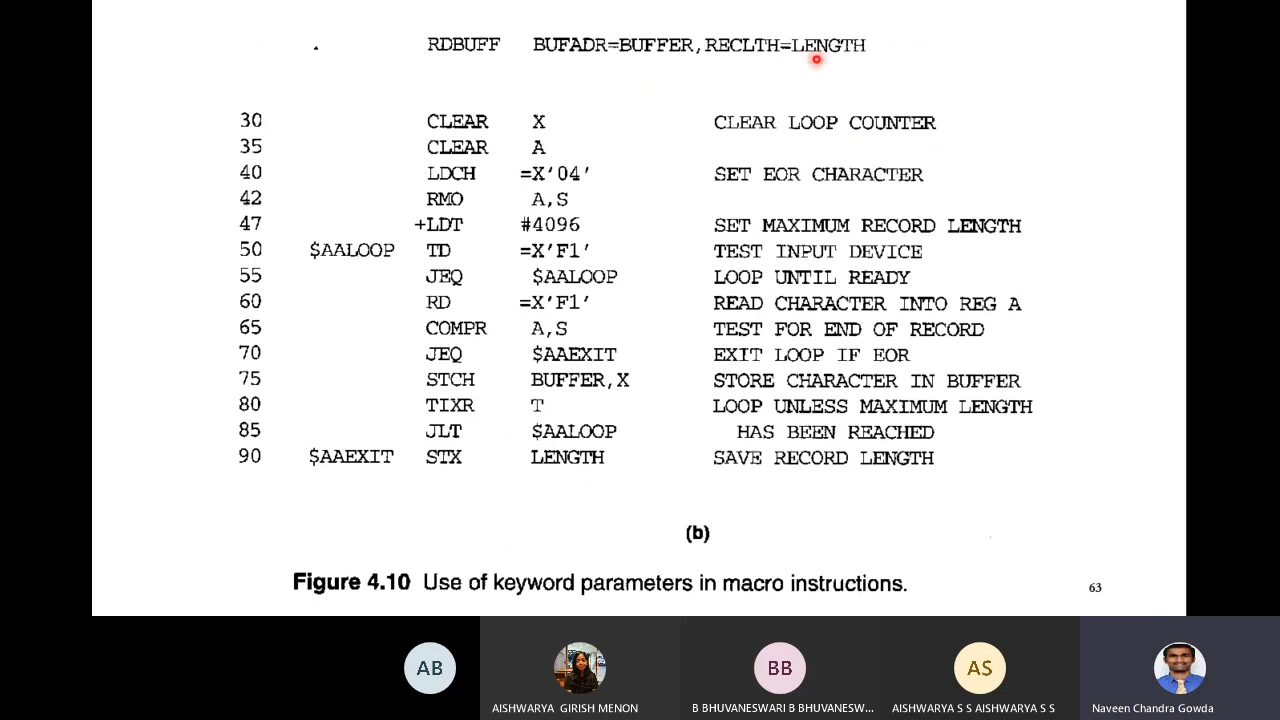 . RDBUFF BUFADR=BUFFER,RECLTH=LENGTH
30 CLEAR X CLEAR LOOP COUNTER
35 CLEAR A
40 LDCH =X'04' SET EOR CHARACTER
42 RMO A,S
47 +LDT #4096 SET MAXIMUM RECORD LENGTH
50 $AALOOP TD =X'F1' TEST INPUT DEVICE
55 JEQ $AALOOP LOOP UNTIL READY
60 RD =X'F1' READ CHARACTER INTO REG A
65 COMPR A,S TEST FOR END OF RECORD
70 JEQ $AAEXIT EXIT LOOP IF EOR
75 STCH BUFFER,X STORE CHARACTER IN BUFFER
80 TIXR T LOOP UNLESS MAXIMUM LENGTH
85 JLT $AALOOP HAS BEEN REACHED
90 $AAEXIT STX LENGTH SAVE RECORD LENGTH
(b)
Figure 4.10 Use of keyword parameters in macro instructions.
63
AB BB AS
AISHWARYA GIRISH MENON B BHUVANESWARI B BHUVANESW... AISHWARYA S S AISHWARYA S S Naveen Chandra Gowda